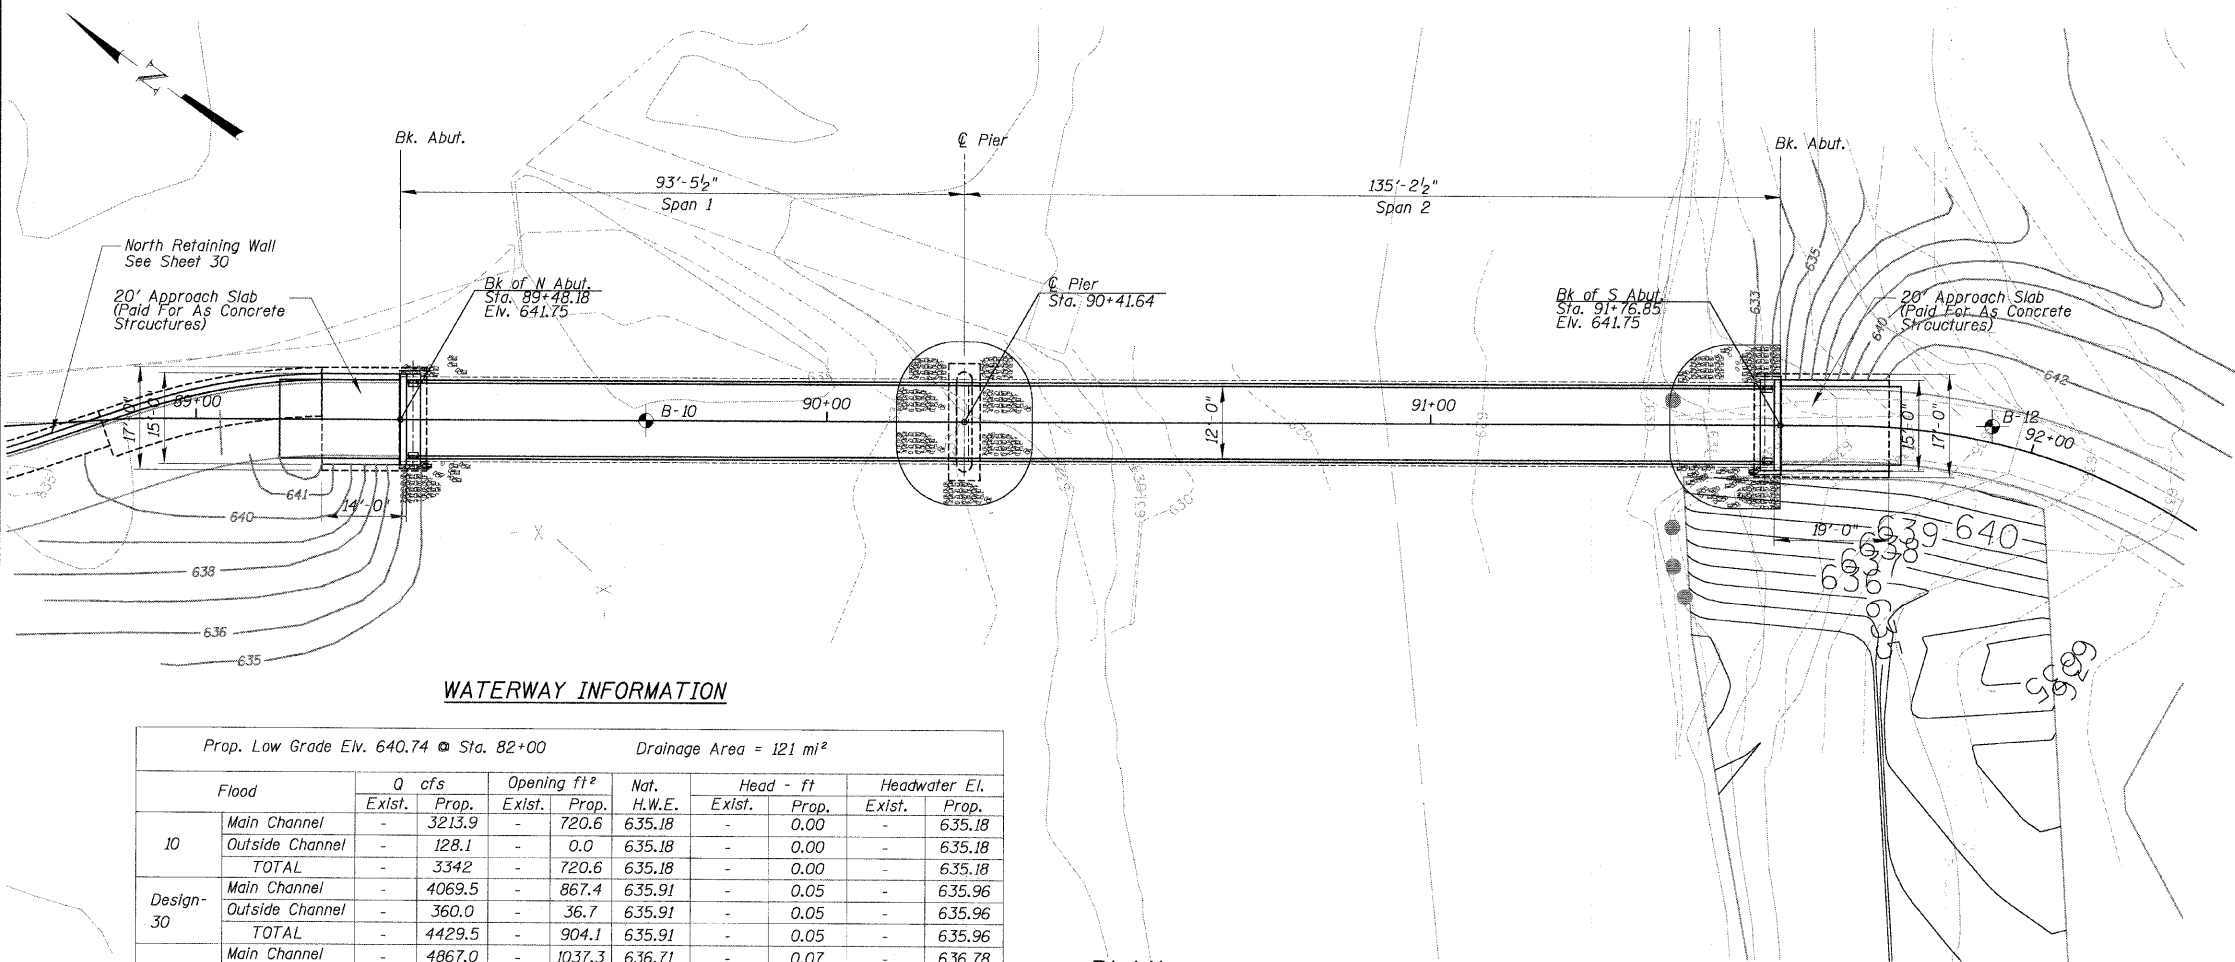 N
Bk. Abut.
℄ Pier
Bk. Abut.
93'-5½"
Span 1
135'-2½"
Span 2
North Retaining Wall
See Sheet 30
20' Approach Slab
(Paid For As Concrete
Strcuctures)
Bk of N Abut.
Sta. 89+48.18
Elv. 641.75
℄ Pier
Sta. 90+41.64
Bk of S Abut.
Sta. 91+76.85
Elv. 641.75
633
635
640
20' Approach Slab
(Paid For As Concrete
Strcuctures)
642
17'-0"
15'-0"
89+00
B-10
90+00
12'-0"
91+00
15'-0"
17'-0"
B-12
92+00
641
640
14'-0"
638
636
635
629
631
630
19'-0"
639
640
638
637
636
635
WATERWAY INFORMATION
Prop. Low Grade Elv. 640.74 @ Sta. 82+00 Drainage Area = 121 mi²
Flood Q cfs Opening ft² Nat. H.W.E. Head - ft Headwater El.
Exist. Prop. Exist. Prop. Exist. Prop. Exist. Prop.
10 Main Channel - 3213.9 - 720.6 635.18 - 0.00 - 635.18
Outside Channel - 128.1 - 0.0 635.18 - 0.00 - 635.18
TOTAL - 3342 - 720.6 635.18 - 0.00 - 635.18
Design-30 Main Channel - 4069.5 - 867.4 635.91 - 0.05 - 635.96
Outside Channel - 360.0 - 36.7 635.91 - 0.05 - 635.96
TOTAL - 4429.5 - 904.1 635.91 - 0.05 - 635.96
Main Channel - 4867.0 - 1037.3 636.71 - 0.07 - 636.78